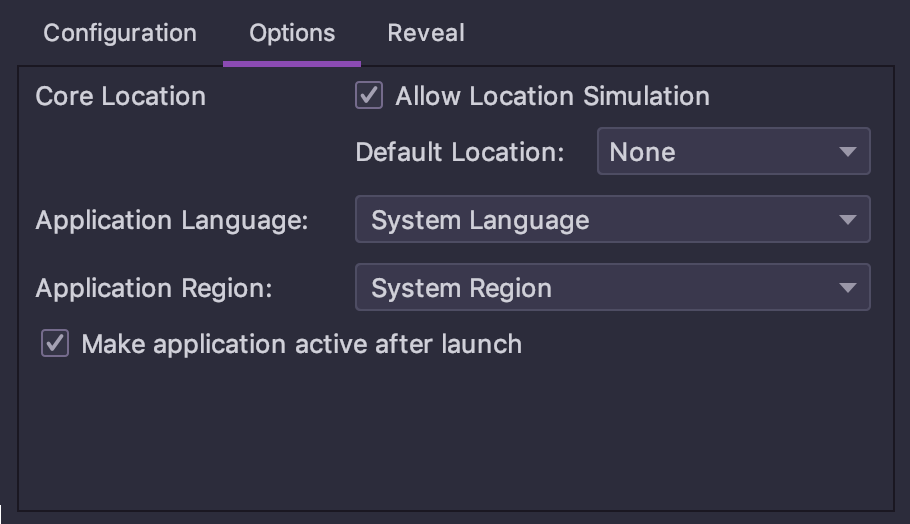 Configuration Options Reveal
Core Location Allow Location Simulation
Default Location: None
Application Language: System Language
Application Region: System Region
Make application active after launch